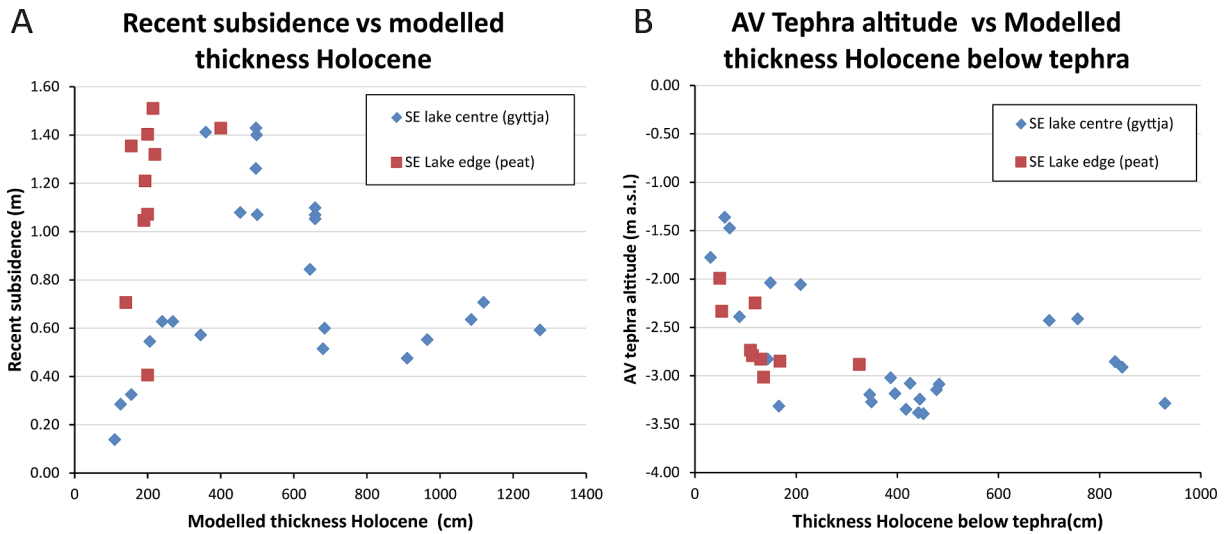 A
Recent subsidence vs modelled
thickness Holocene
Recent subsidence (m)
1.60
1.40
1.20
1.00
0.80
0.60
0.40
0.20
0.00
SE lake centre (gyttja)
SE Lake edge (peat)
0 200 400 600 800 1000 1200 1400
Modelled thickness Holocene (cm)
B
AV Tephra altitude vs Modelled
thickness Holocene below tephra
AV tephra altitude (m a.s.l.)
0.00
-0.50
-1.00
-1.50
-2.00
-2.50
-3.00
-3.50
-4.00
SE lake centre (gyttja)
SE Lake edge (peat)
0 200 400 600 800 1000
Thickness Holocene below tephra(cm)